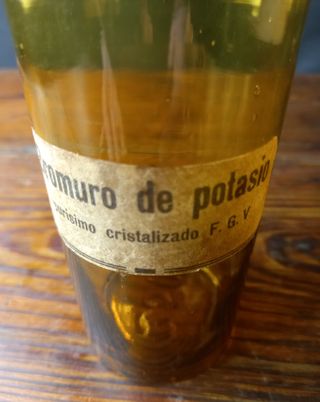 romuro de potasio
urisimo cristalizado F. G. V